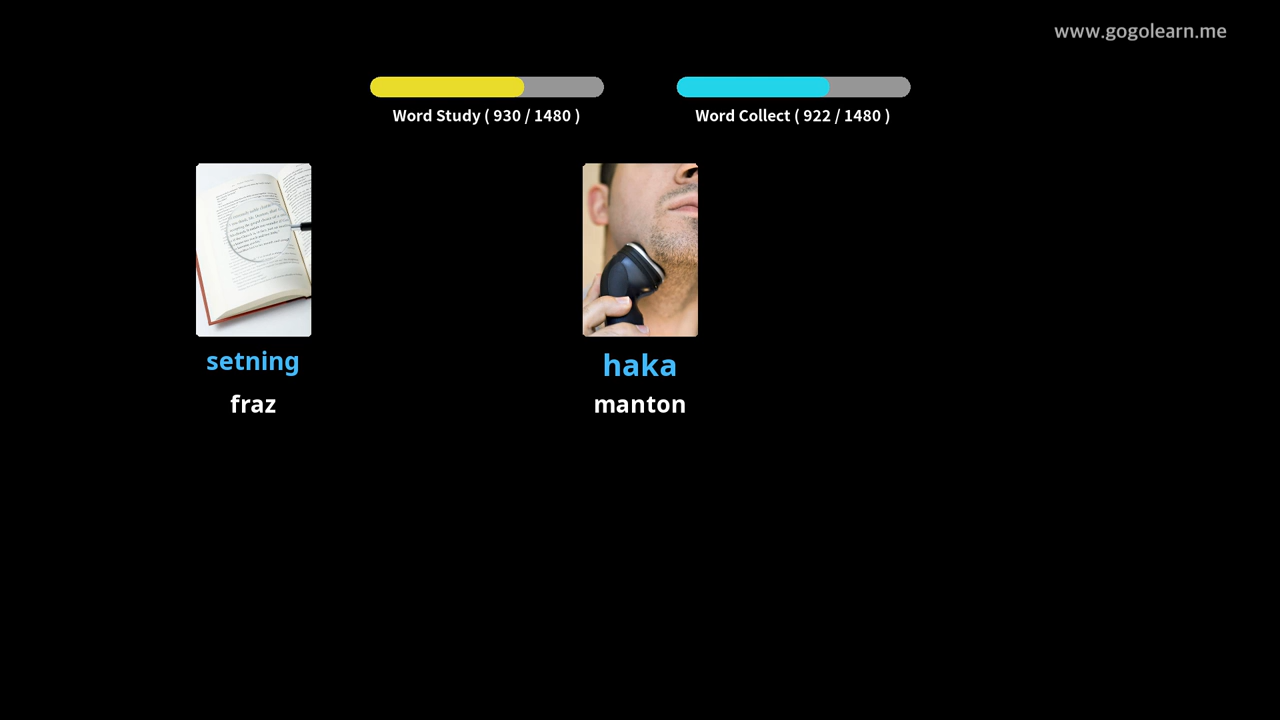 www.gogolearn.me
Word Study ( 930 / 1480 )
Word Collect ( 922 / 1480 )
setning
fraz
haka
manton